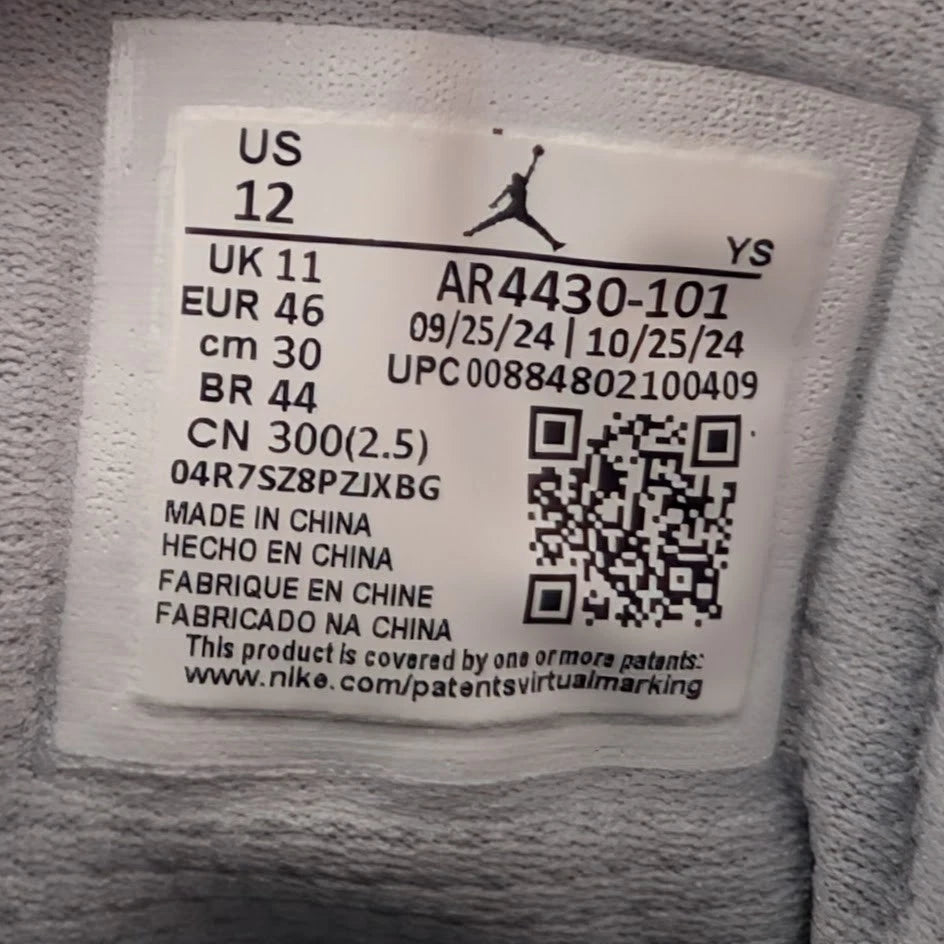 US
12
YS
UK 11
EUR 46
cm 30
BR 44
CN 300(2.5)
04R7SZ8PZJXBG
AR4430-101
09/25/24 | 10/25/24
UPC 00884802100409
MADE IN CHINA
HECHO EN CHINA
FABRIQUE EN CHINE
FABRICADO NA CHINA
This product is covered by one or more patents:
www.nike.com/patentsvirtualmarking